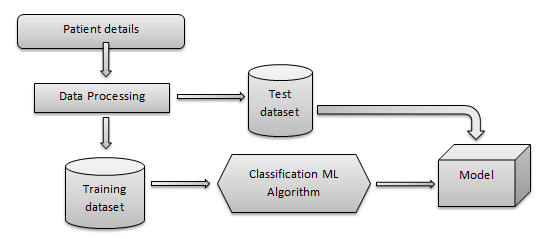 Patient details
Data Processing
Test
dataset
Training
dataset
Classification ML
Algorithm
Model